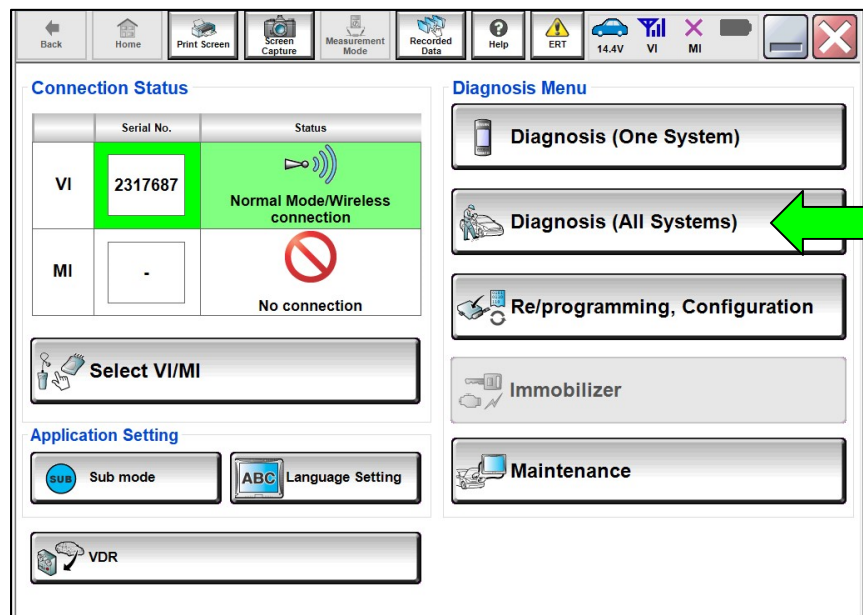 Back
Home
Print Screen
Screen
Capture
Measurement
Mode
Recorded
Data
Help
ERT
14.4V
VI
MI
Connection Status
Serial No.
Status
VI
2317687
Normal Mode/Wireless
connection
MI
-
No connection
Select VI/MI
Application Setting
SUB
Sub mode
ABC
Language Setting
VDR
Diagnosis Menu
Diagnosis (One System)
Diagnosis (All Systems)
Re/programming, Configuration
Immobilizer
Maintenance